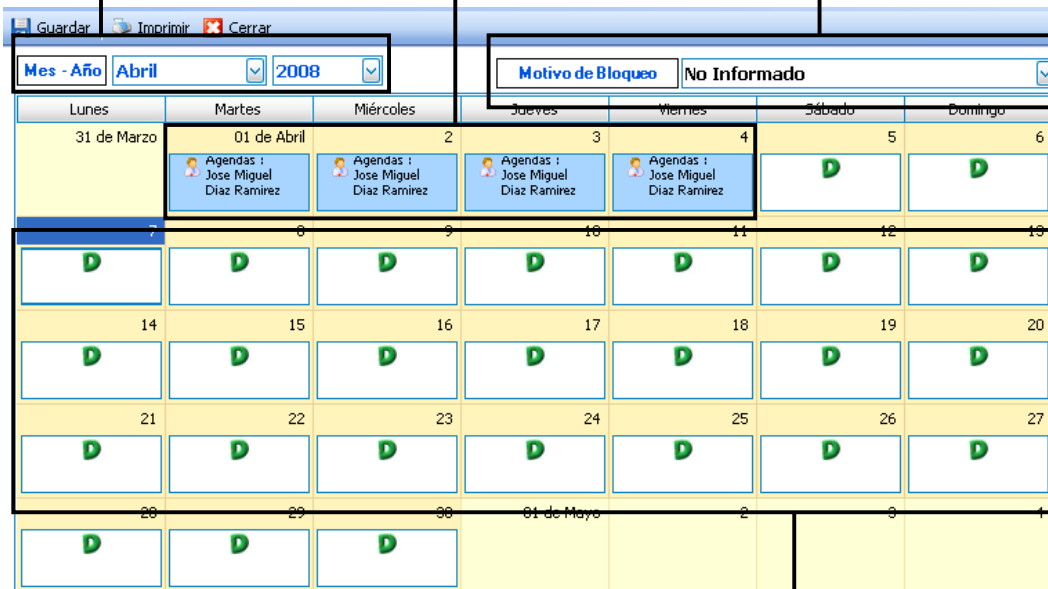 Guardar Imprimir Cerrar
Mes - Año Abril 2008 Motivo de Bloqueo No Informado
Lunes Martes Miércoles Jueves Viernes Sábado Domingo
31 de Marzo 01 de Abril 2 3 4 5 6
Agendas : Agendas : Agendas : Agendas :
Jose Miguel Jose Miguel Jose Miguel Jose Miguel
Diaz Ramirez Diaz Ramirez Diaz Ramirez Diaz Ramirez
D D
7 8 9 10 11 12 13
D D D D D D D
14 15 16 17 18 19 20
D D D D D D D
21 22 23 24 25 26 27
D D D D D D D
28 29 30 01 de Mayo 2 3 4
D D D